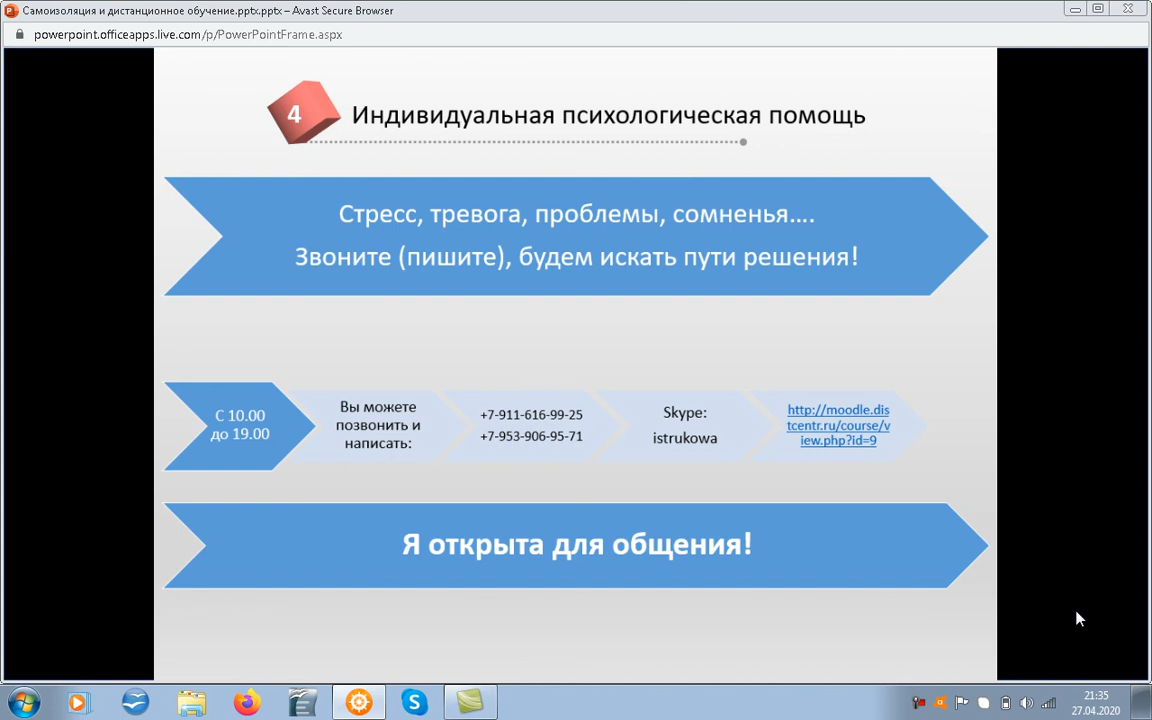 Самоизоляция и дистанционное обучение.pptx.pptx – Avast Secure Browser
powerpoint.officeapps.live.com/p/PowerPointFrame.aspx
4
Индивидуальная психологическая помощь
Стресс, тревога, проблемы, сомненья....
Звоните (пишите), будем искать пути решения!
С 10.00
до 19.00
Вы можете
позвонить и
написать:
+7-911-616-99-25
+7-953-906-95-71
Skype:
istrukowa
http://moodle.dis
tcentr.ru/course/v
iew.php?id=9
Я открыта для общения!
21:35
27.04.2020